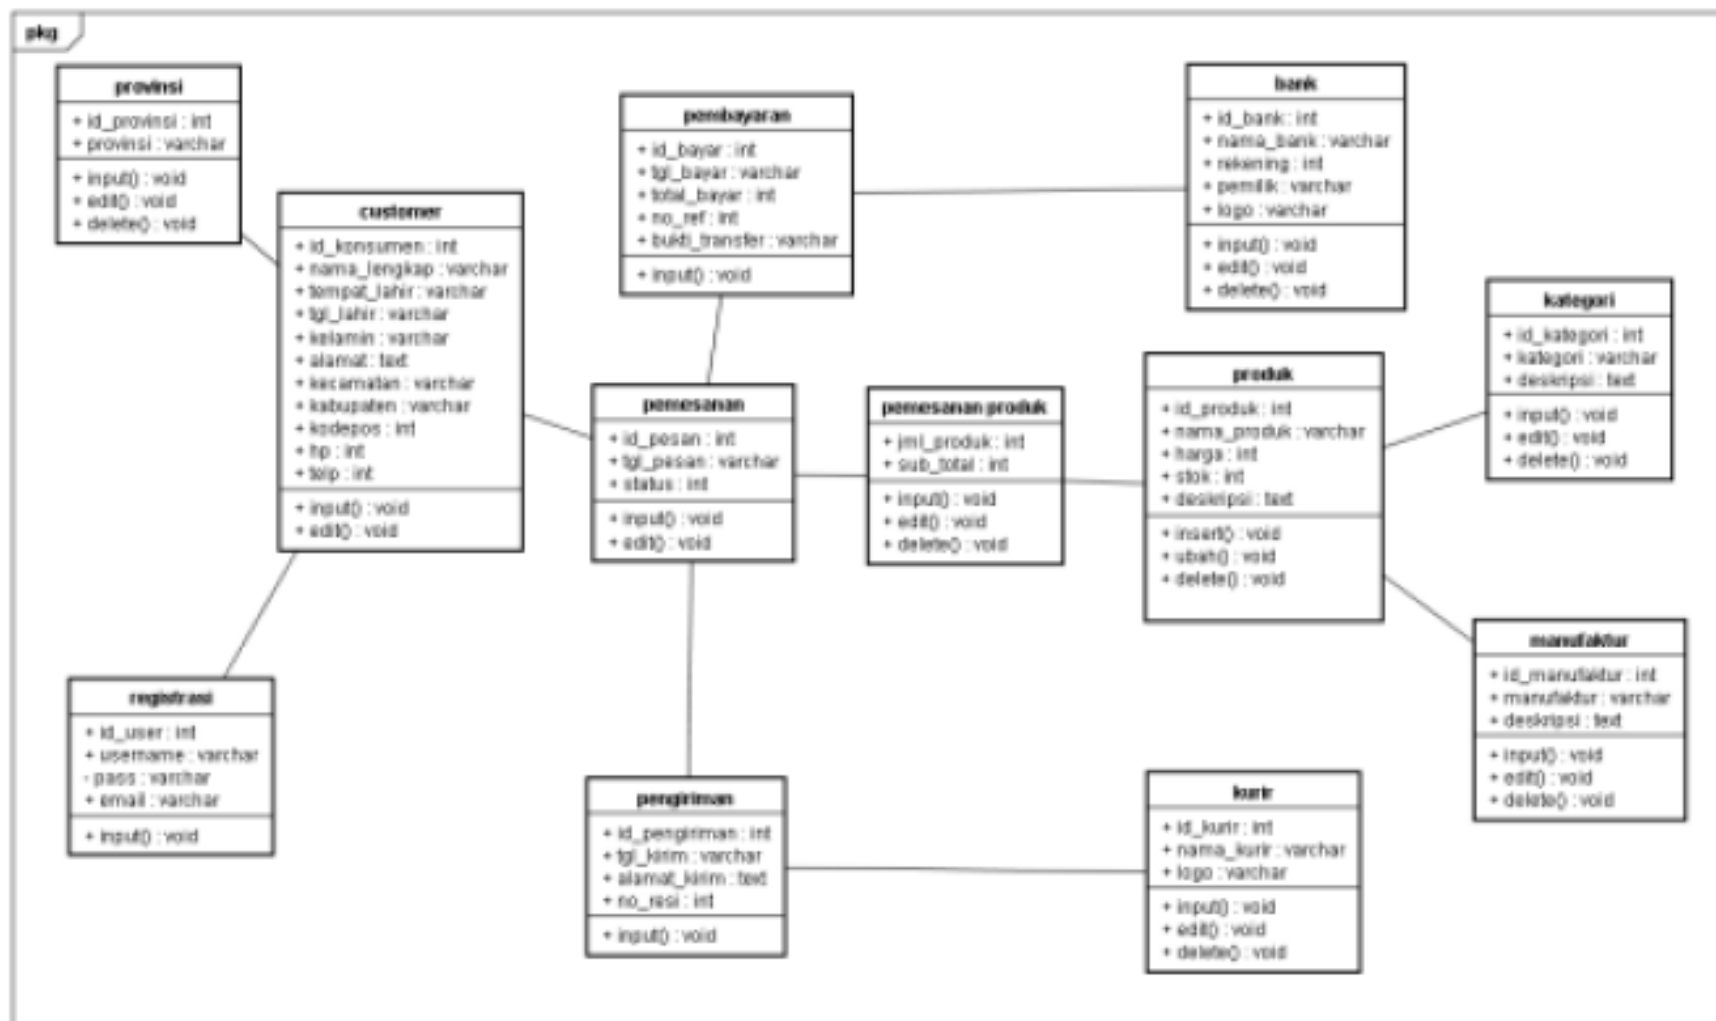 pkg
provinsi
+ id_provinsi : int
+ provinsi : varchar
+ input() : void
+ edit() : void
+ delete() : void
customer
+ id_konsumen : int
+ nama_lengkap : varchar
+ tempat_lahir : varchar
+ tgl_lahir : varchar
+ kelamin : varchar
+ alamat : text
+ kecamatan : varchar
+ kabupaten : varchar
+ kodepos : int
+ hp : int
+ telp : int
+ input() : void
+ edit() : void
registrasi
+ id_user : int
+ username : varchar
- pass : varchar
+ email : varchar
+ input() : void
pembayaran
+ id_bayar : int
+ tgl_bayar : varchar
+ total_bayar : int
+ no_ref : int
+ bukti_transfer : varchar
+ input() : void
pemesanan
+ id_pesan : int
+ tgl_pesan : varchar
+ status : int
+ input() : void
+ edit() : void
pengiriman
+ id_pengiriman : int
+ tgl_kirim : varchar
+ alamat_kirim : text
+ no_resi : int
+ input() : void
pemesanan produk
+ jml_produk : int
+ sub_total : int
+ input() : void
+ edit() : void
+ delete() : void
bank
+ id_bank : int
+ nama_bank : varchar
+ rekening : int
+ pemilik : varchar
+ logo : varchar
+ input() : void
+ edit() : void
+ delete() : void
produk
+ id_produk : int
+ nama_produk : varchar
+ harga : int
+ stok : int
+ deskripsi : text
+ insert() : void
+ ubah() : void
+ delete() : void
kurir
+ id_kurir : int
+ nama_kurir : varchar
+ logo : varchar
+ input() : void
+ edit() : void
+ delete() : void
kategori
+ id_kategori : int
+ kategori : varchar
+ deskripsi : text
+ input() : void
+ edit() : void
+ delete() : void
manufaktur
+ id_manufaktur : int
+ manufaktur : varchar
+ deskripsi : text
+ input() : void
+ edit() : void
+ delete() : void